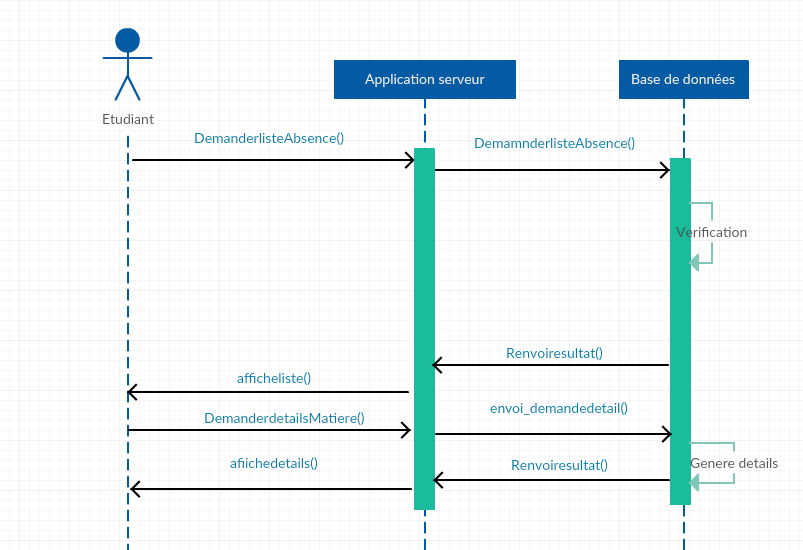 Application serveur
Base de données
Etudiant
DemanderlisteAbsence()
DemamnderlisteAbsence()
Verification
Renvoiresultat()
afficheliste()
envoi_demandedetail()
DemanderdetailsMatiere()
afiichedetails()
Renvoiresultat()
Genere details